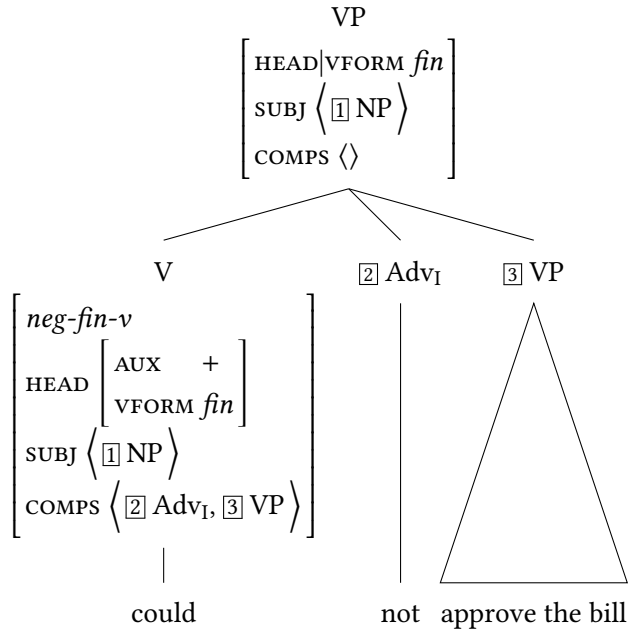 VP
HEAD|VFORM fin
SUBJ ⟨ 1 NP ⟩
COMPS ⟨⟩
V 2 Adv_I 3 VP
neg-fin-v
HEAD [AUX +
VFORM fin]
SUBJ ⟨ 1 NP ⟩
COMPS ⟨ 2 Adv_I, 3 VP ⟩
could not approve the bill